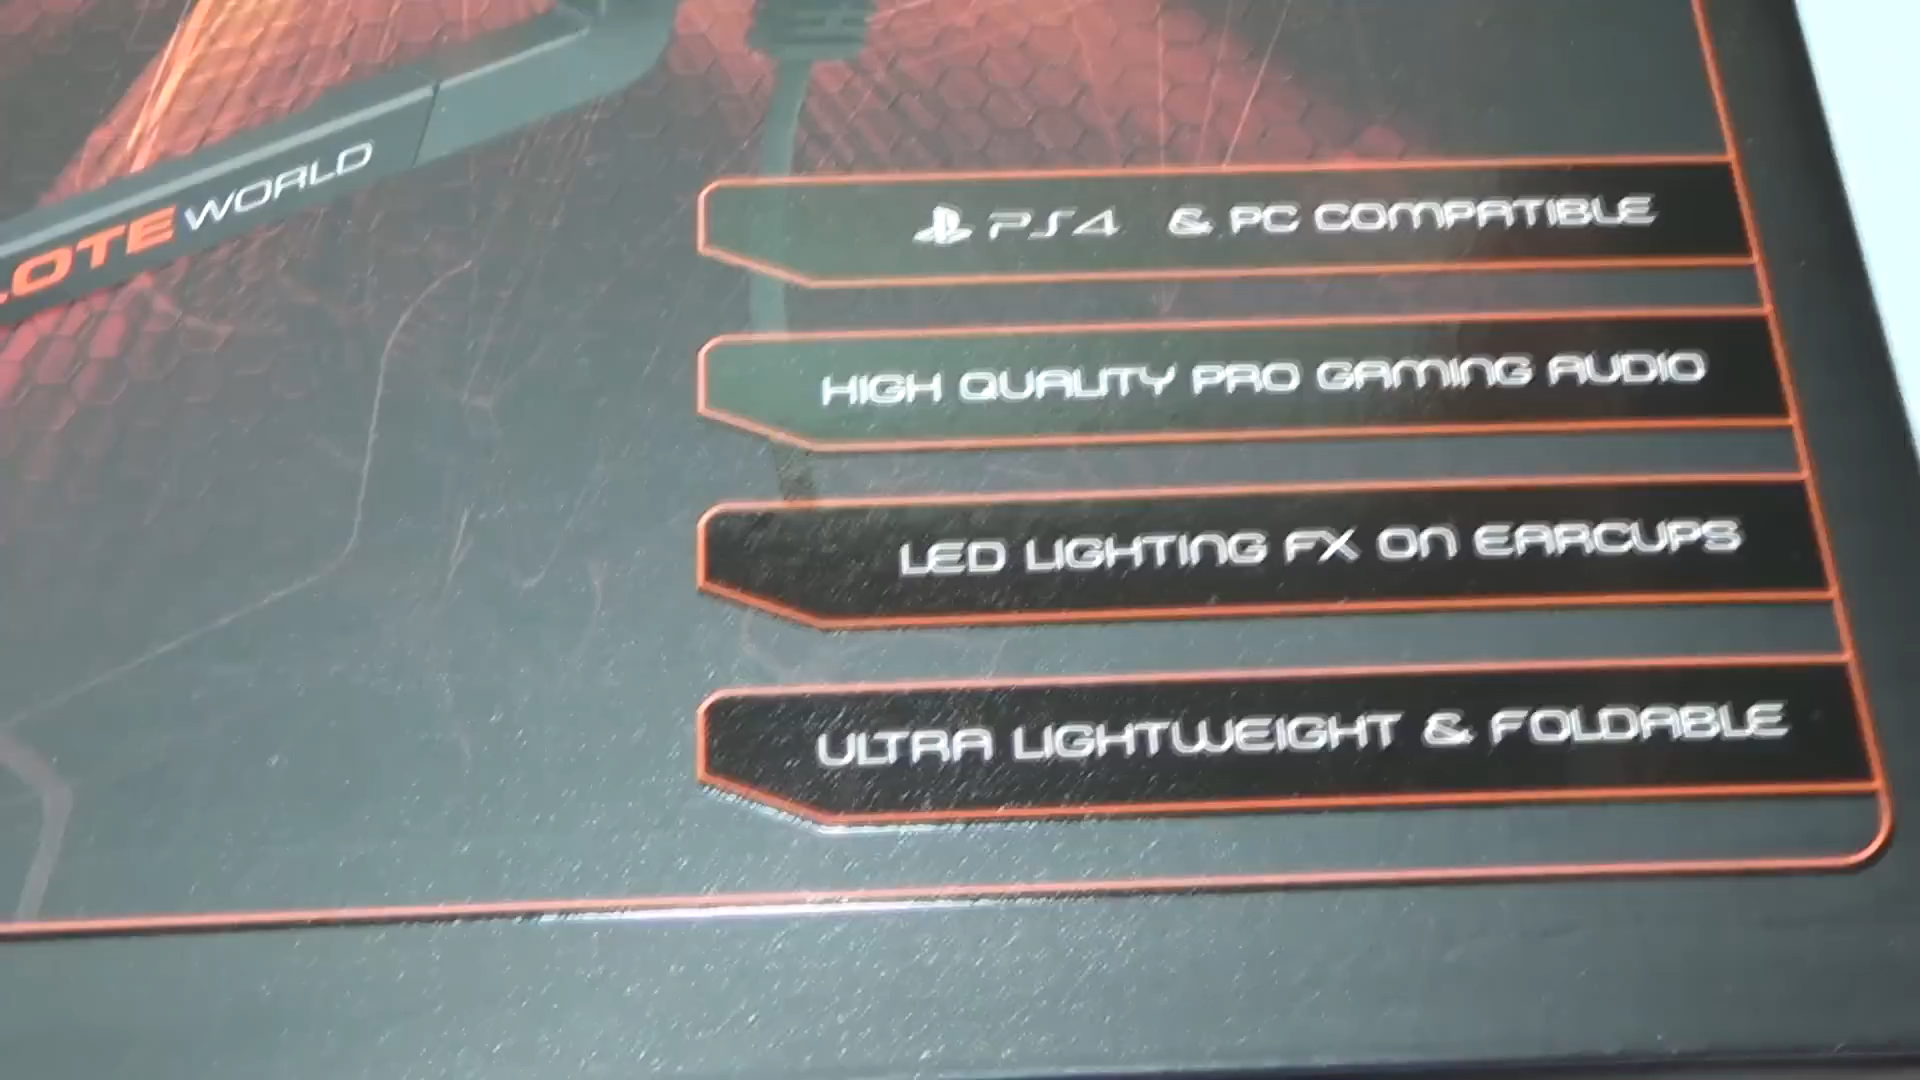 LOTE WORLD
PS4 & PC COMPATIBLE
HIGH QUALITY PRO GAMING AUDIO
LED LIGHTING FX ON EARCUPS
ULTRA LIGHTWEIGHT & FOLDABLE